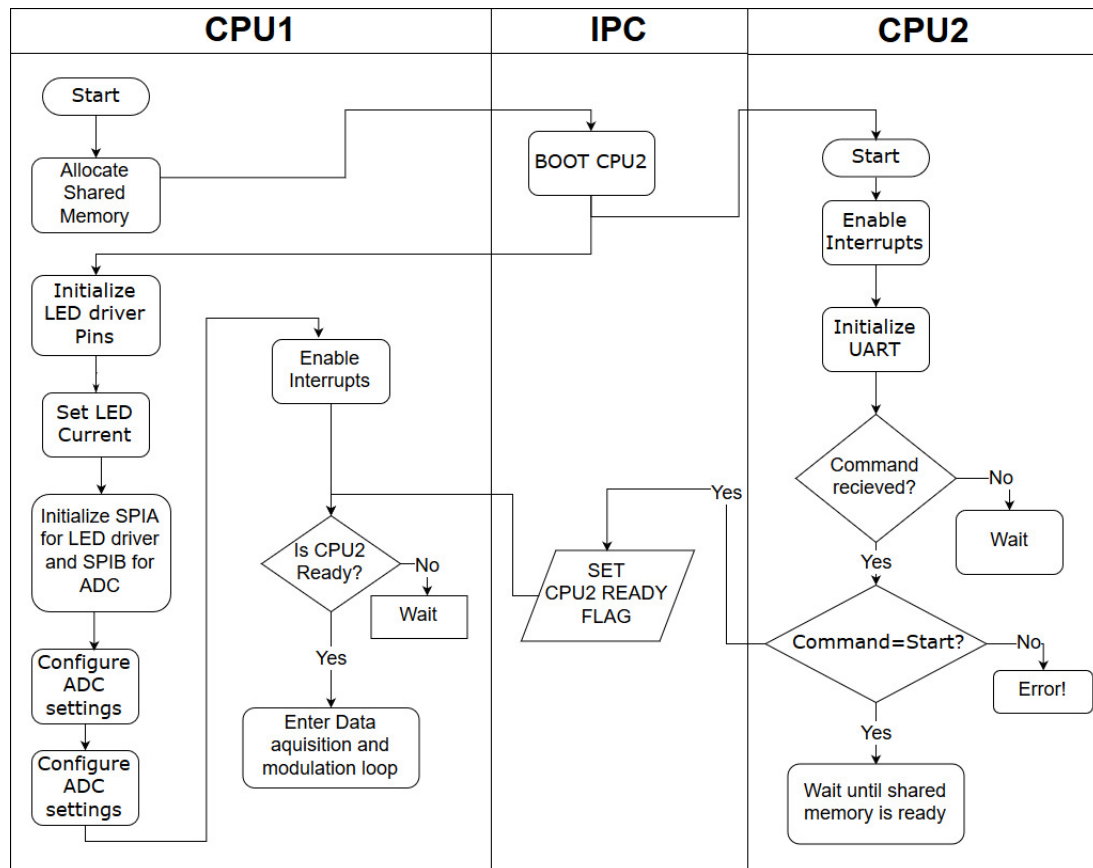 CPU1
IPC
CPU2
Start
Allocate
Shared
Memory
Initialize
LED driver
Pins
Set LED
Current
Initialize SPIA
for LED driver
and SPIB for
ADC
Configure
ADC
settings
Configure
ADC
settings
Enable
Interrupts
Is CPU2
Ready?
No
Wait
Yes
Enter Data
aquisition and
modulation loop
BOOT CPU2
SET
CPU2 READY
FLAG
Yes
Start
Enable
Interrupts
Initialize
UART
Command
recieved?
No
Wait
Yes
Command=Start?
No
Error!
Yes
Wait until shared
memory is ready